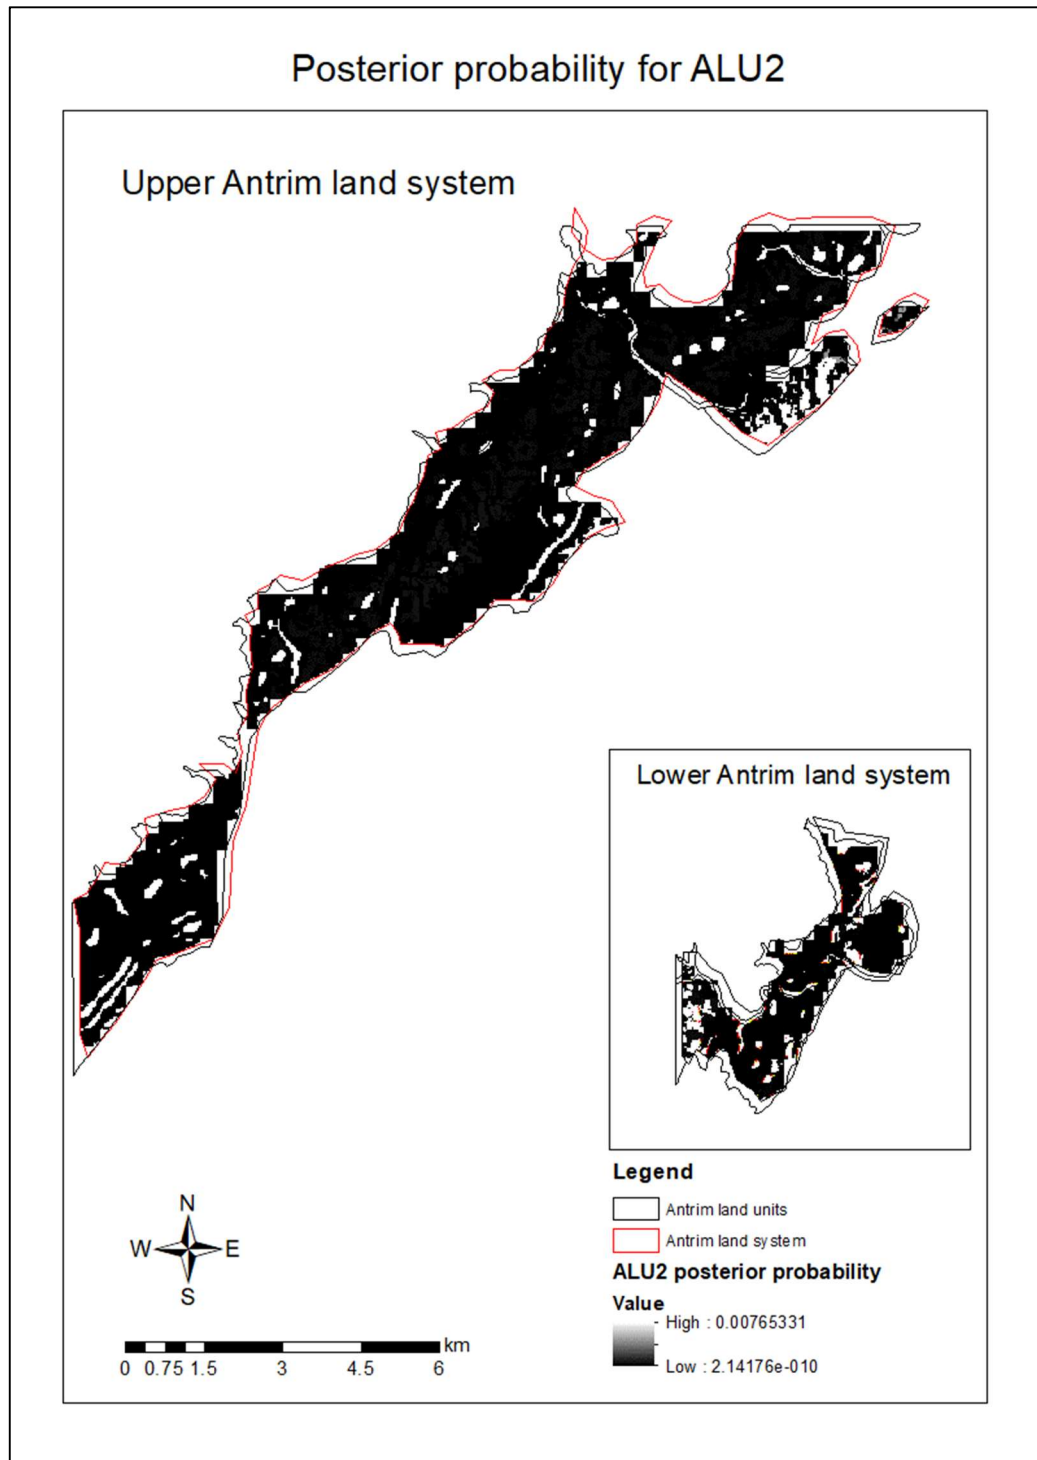 Posterior probability for ALU2
Upper Antrim land system
Lower Antrim land system
Legend
Antrim land units
Antrim land system
ALU2 posterior probability
Value
High : 0.00765331
Low : 2.14176e-010
N
W E
S
km
0 0.75 1.5 3 4.5 6